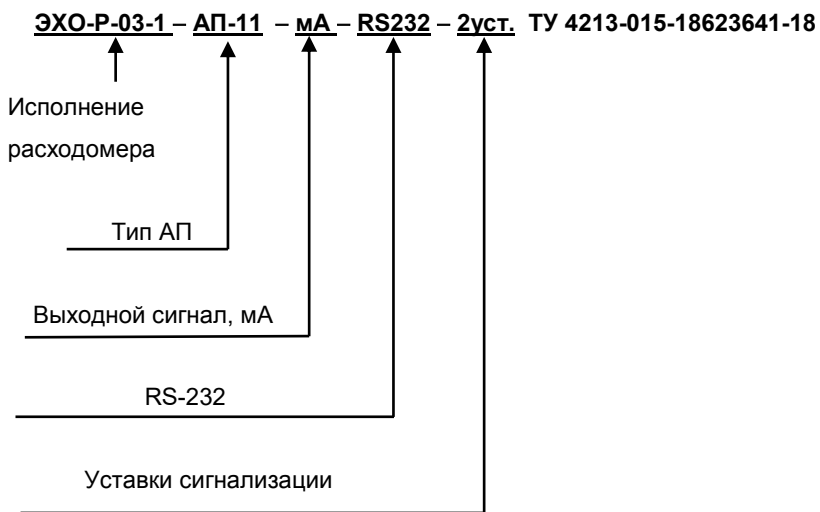 ЭХО-Р-03-1 – АП-11 – мА – RS232 – 2уст. ТУ 4213-015-18623641-18
Исполнение
расходомера
Тип АП
Выходной сигнал, мА
RS-232
Уставки сигнализации